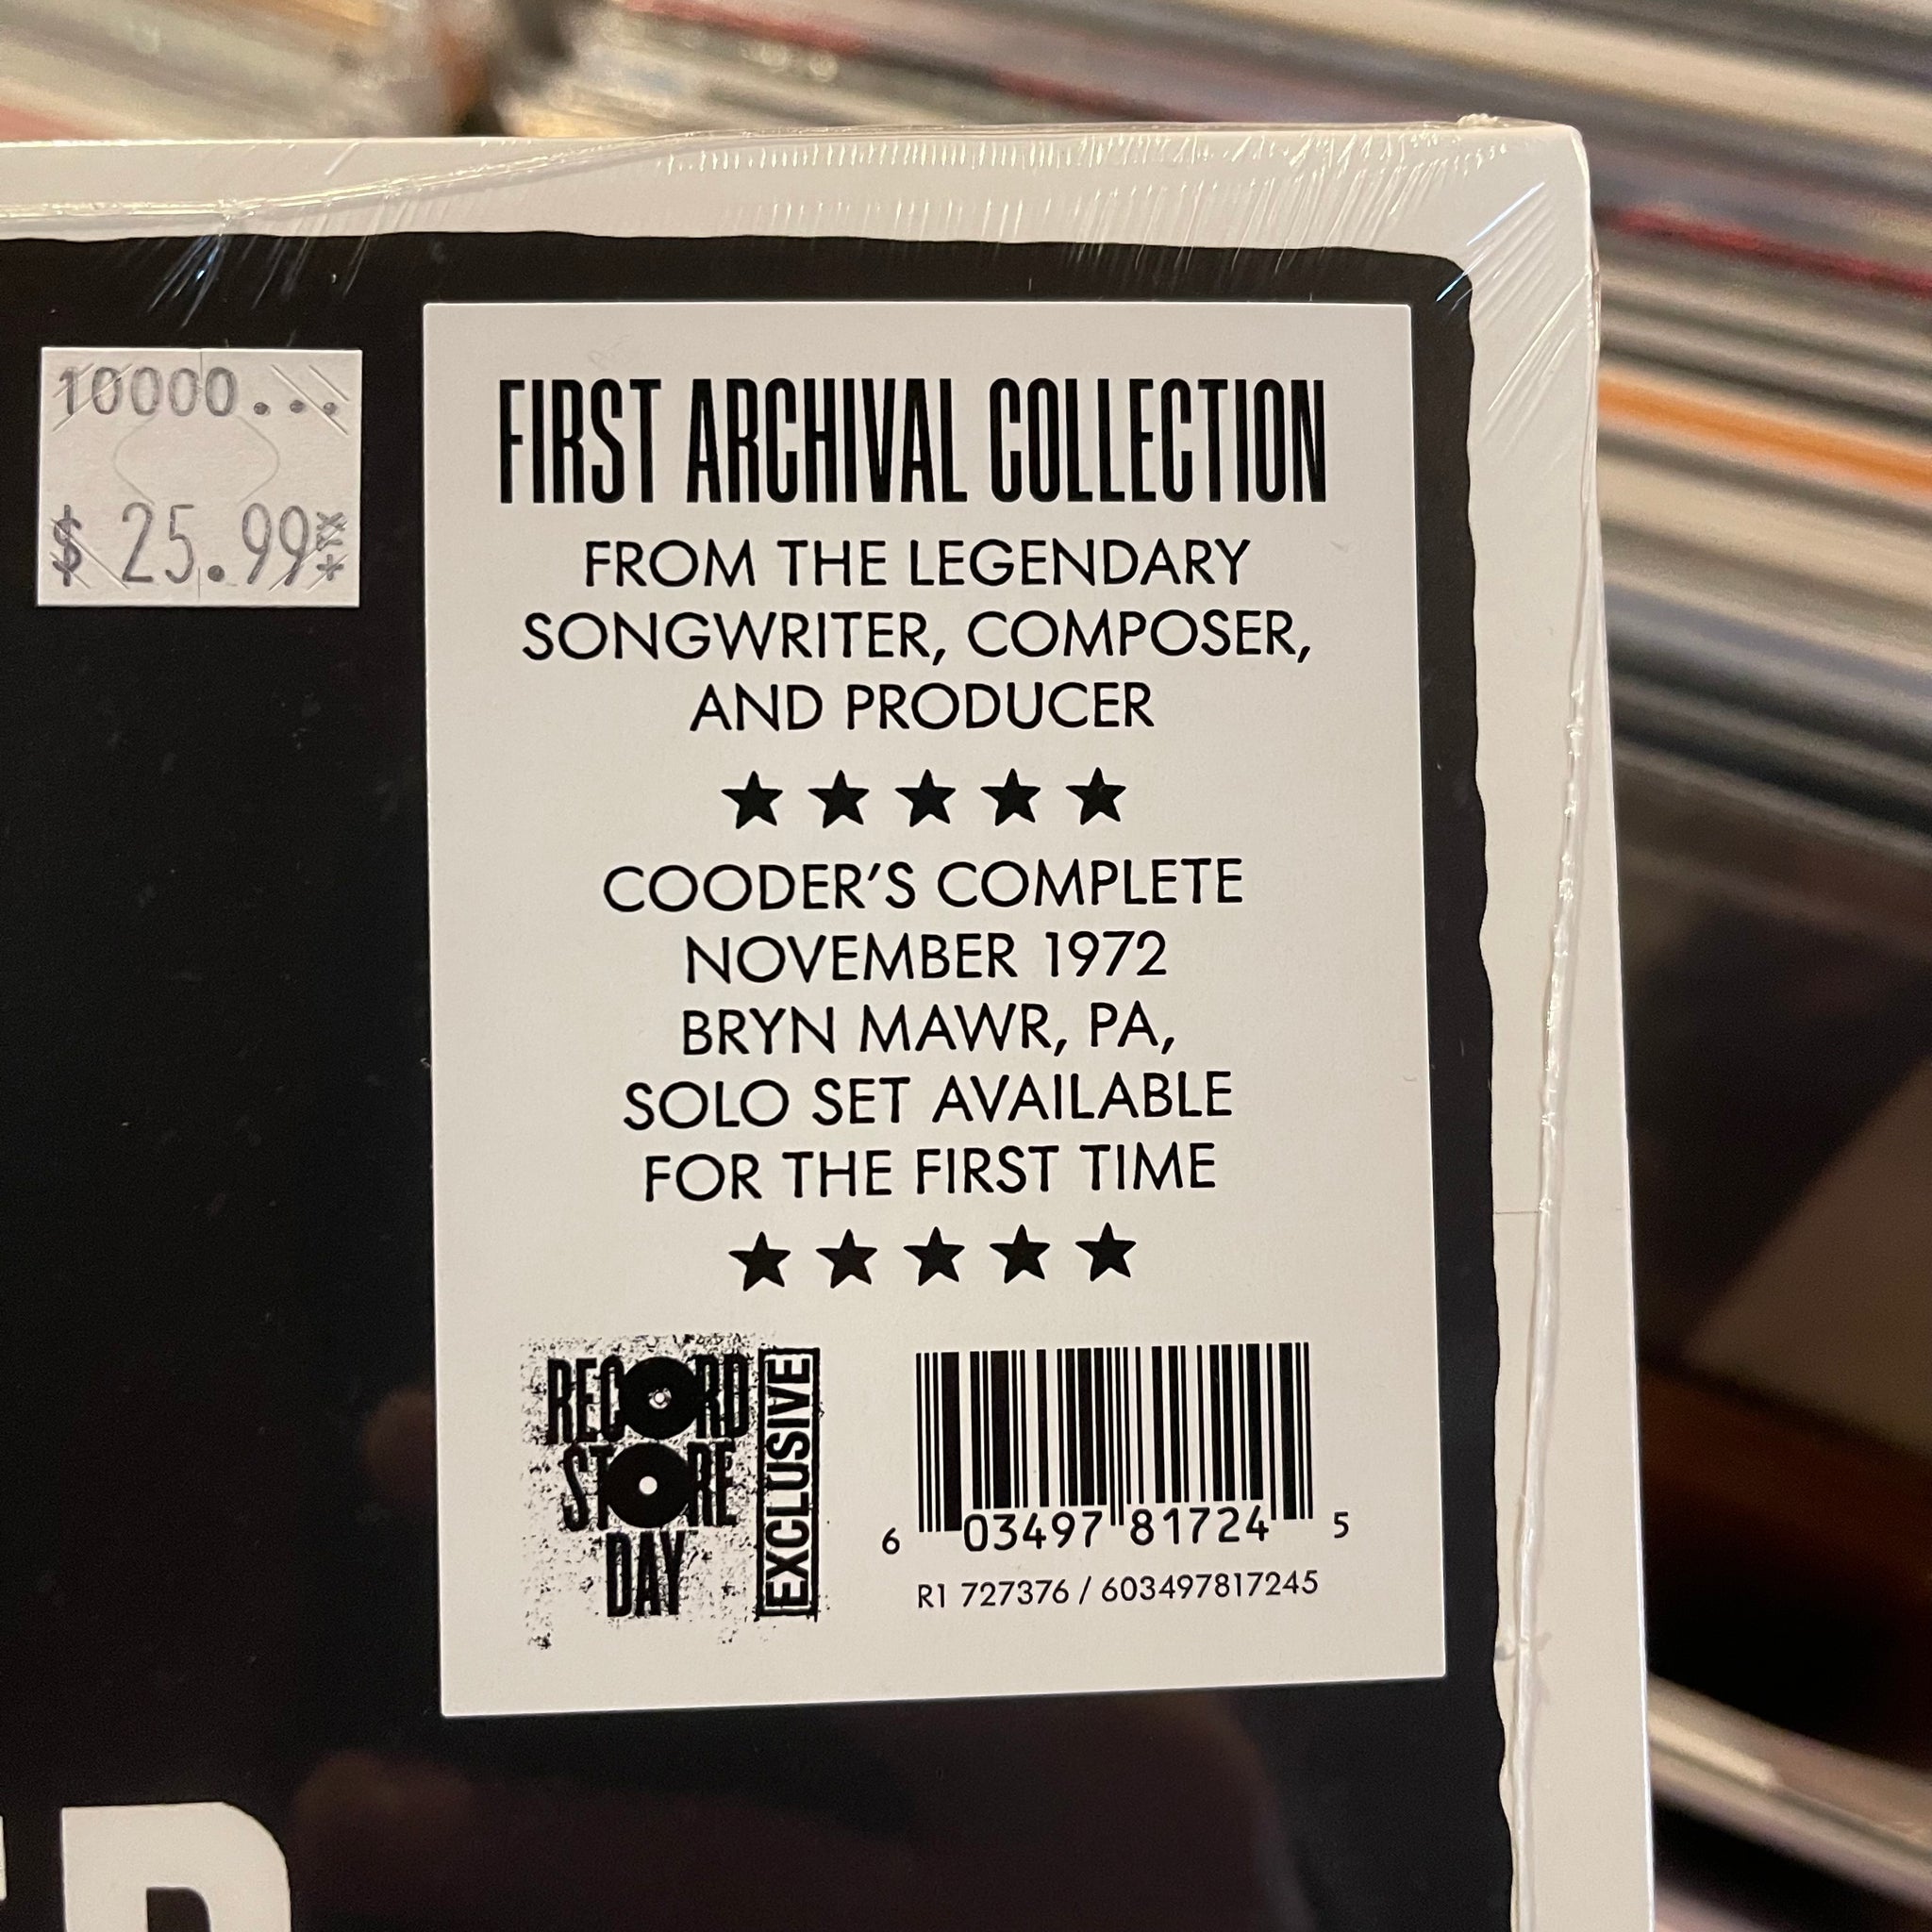 10000...
$ 25.99
FIRST ARCHIVAL COLLECTION
FROM THE LEGENDARY
SONGWRITER, COMPOSER,
AND PRODUCER
★ ★ ★ ★ ★
COODER'S COMPLETE
NOVEMBER 1972
BRYN MAWR, PA,
SOLO SET AVAILABLE
FOR THE FIRST TIME
★ ★ ★ ★ ★
RECORD
STORE
DAY
EXCLUSIVE
6 03497 81724 5
R1 727376 / 603497817245